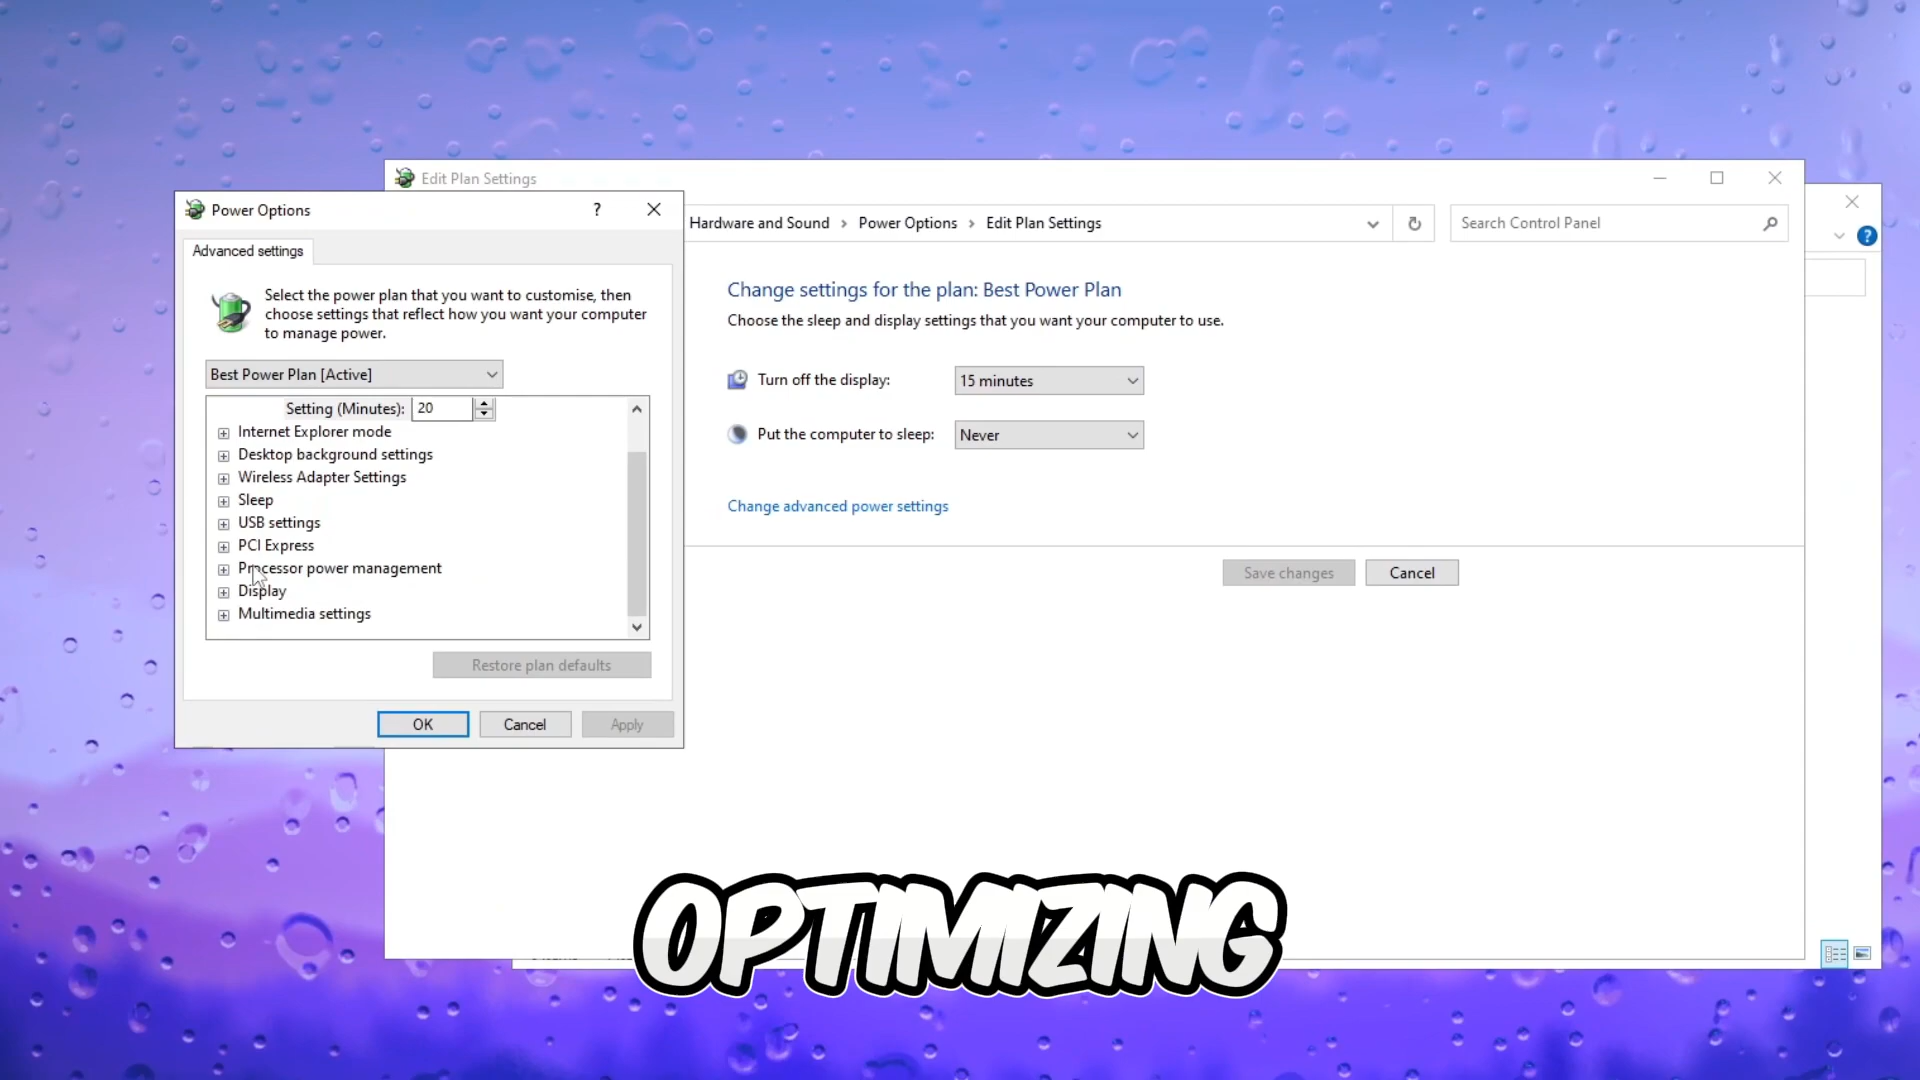 Edit Plan Settings
Power Options
?
Hardware and Sound > Power Options > Edit Plan Settings
Search Control Panel
?
Advanced settings
Select the power plan that you want to customise, then
choose settings that reflect how you want your computer
to manage power.
Best Power Plan [Active]
Setting (Minutes): 20
Internet Explorer mode
Desktop background settings
Wireless Adapter Settings
Sleep
USB settings
PCI Express
Processor power management
Display
Multimedia settings
Restore plan defaults
OK
Cancel
Apply
Change settings for the plan: Best Power Plan
Choose the sleep and display settings that you want your computer to use.
Turn off the display: 15 minutes
Put the computer to sleep: Never
Change advanced power settings
Save changes
Cancel
OPTIMIZING